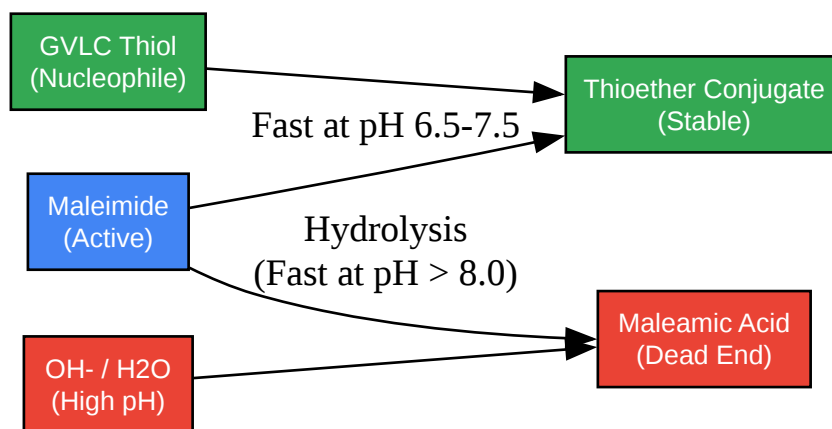 GVLC Thiol
(Nucleophile)
Thioether Conjugate
(Stable)
Fast at pH 6.5-7.5
Maleimide
(Active)
Hydrolysis
(Fast at pH > 8.0)
Maleamic Acid
(Dead End)
OH- / H2O
(High pH)